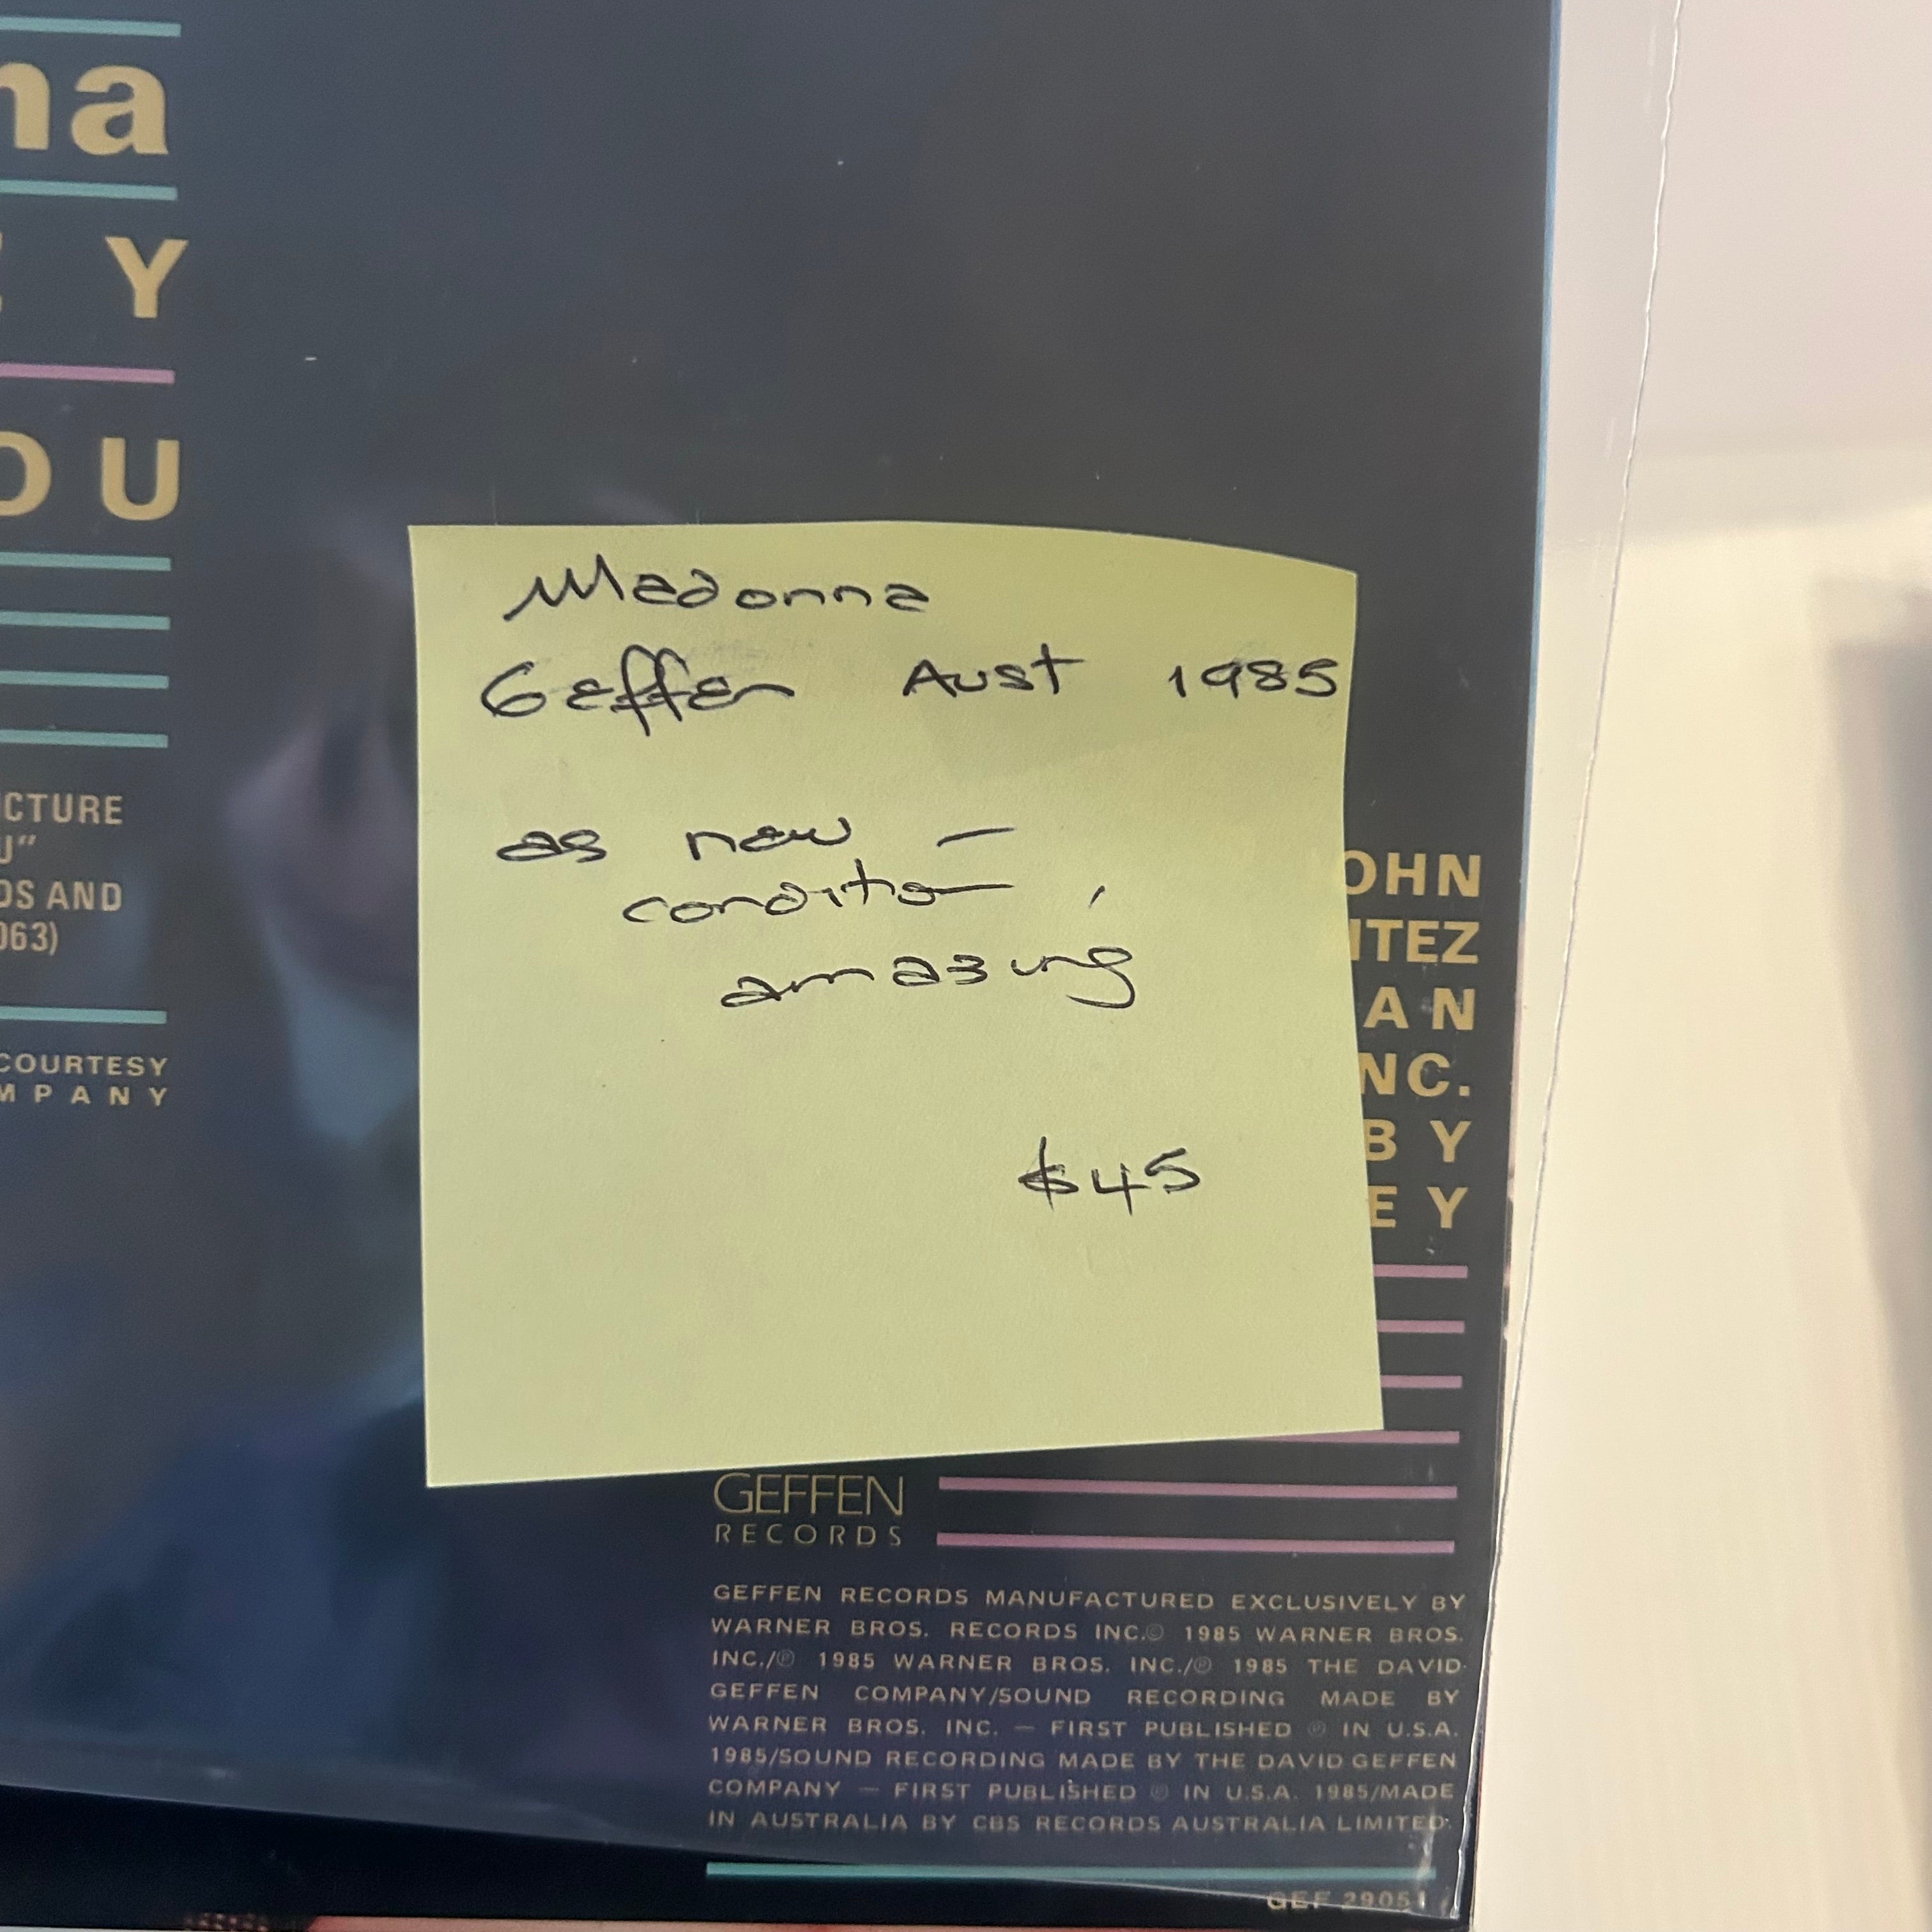 na
Y
OU
CTURE
U"
DS AND
063)
COURTESY
MPANY
Madonna
Geffen Aust 1985
as new –
condition,
amazing
$45
OHN
ITEZ
AN
NC.
BY
EY
GEFFEN
RECORDS
GEFFEN RECORDS MANUFACTURED EXCLUSIVELY BY
WARNER BROS. RECORDS INC.© 1985 WARNER BROS.
INC./℗ 1985 WARNER BROS. INC./℗ 1985 THE DAVID
GEFFEN COMPANY/SOUND RECORDING MADE BY
WARNER BROS. INC. — FIRST PUBLISHED ℗ IN U.S.A.
1985/SOUND RECORDING MADE BY THE DAVID GEFFEN
COMPANY — FIRST PUBLISHED ℗ IN U.S.A. 1985/MADE
IN AUSTRALIA BY CBS RECORDS AUSTRALIA LIMITED.
GEF 29051